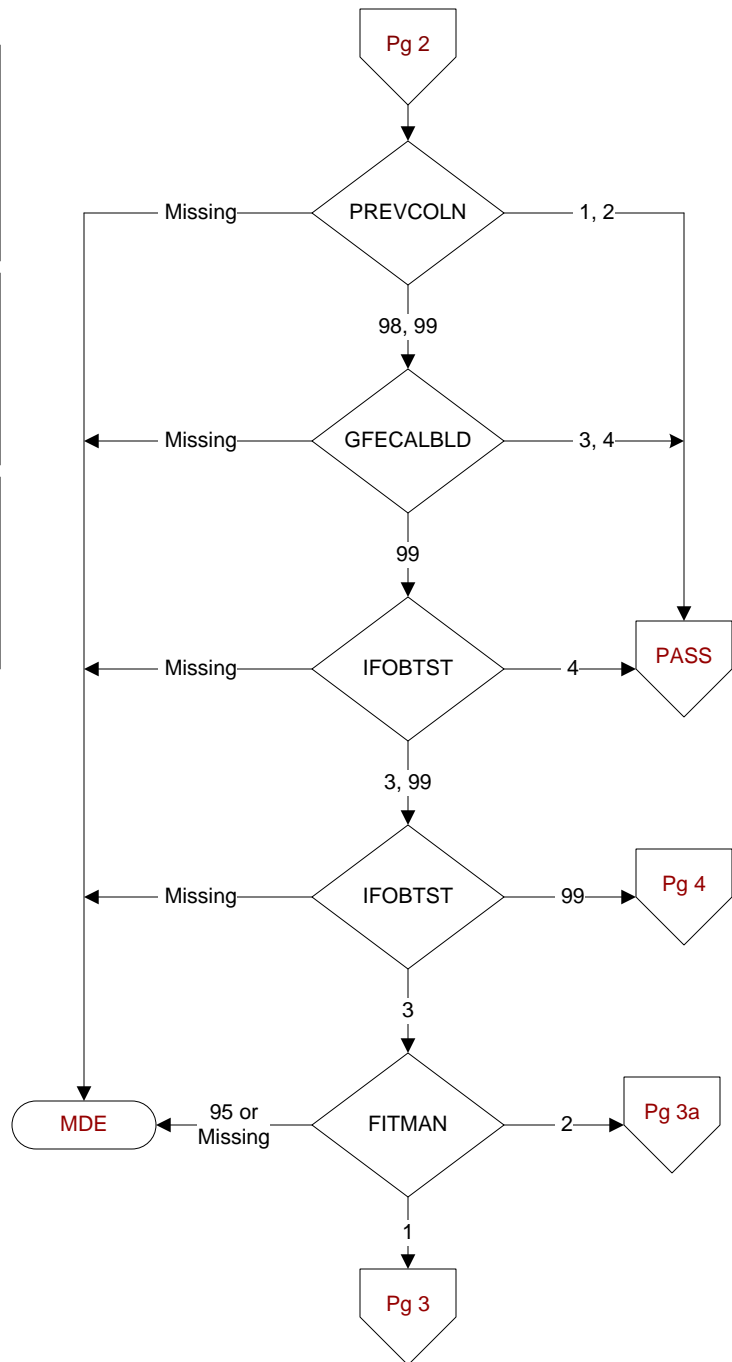 Pg 2
PREVCOLN
Missing
1, 2
98, 99
GFECALBLD
Missing
3, 4
99
IFOBTST
Missing
4
PASS
3, 99
IFOBTST
Missing
99
Pg 4
3
FITMAN
95 or
Missing
MDE
2
Pg 3a
1
Pg 3